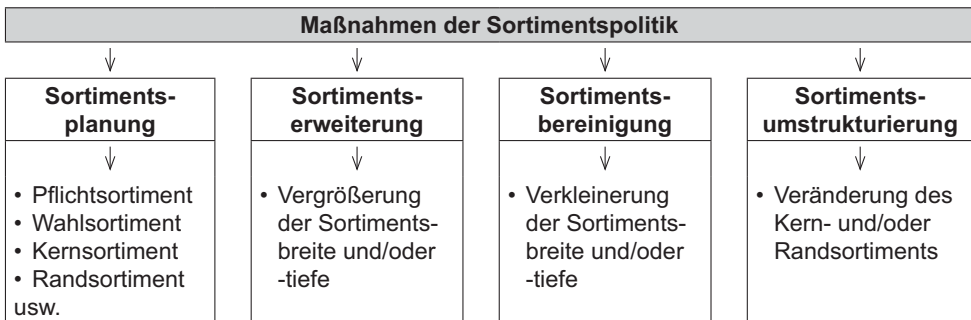 Maßnahmen der Sortimentspolitik
Sortiments-
planung
• Pflichtsortiment
• Wahlsortiment
• Kernsortiment
• Randsortiment
usw.
Sortiments-
erweiterung
• Vergrößerung
der Sortiments-
breite und/oder
-tiefe
Sortiments-
bereinigung
• Verkleinerung
der Sortiments-
breite und/oder
-tiefe
Sortiments-
umstrukturierung
• Veränderung des
Kern- und/oder
Randsortiments